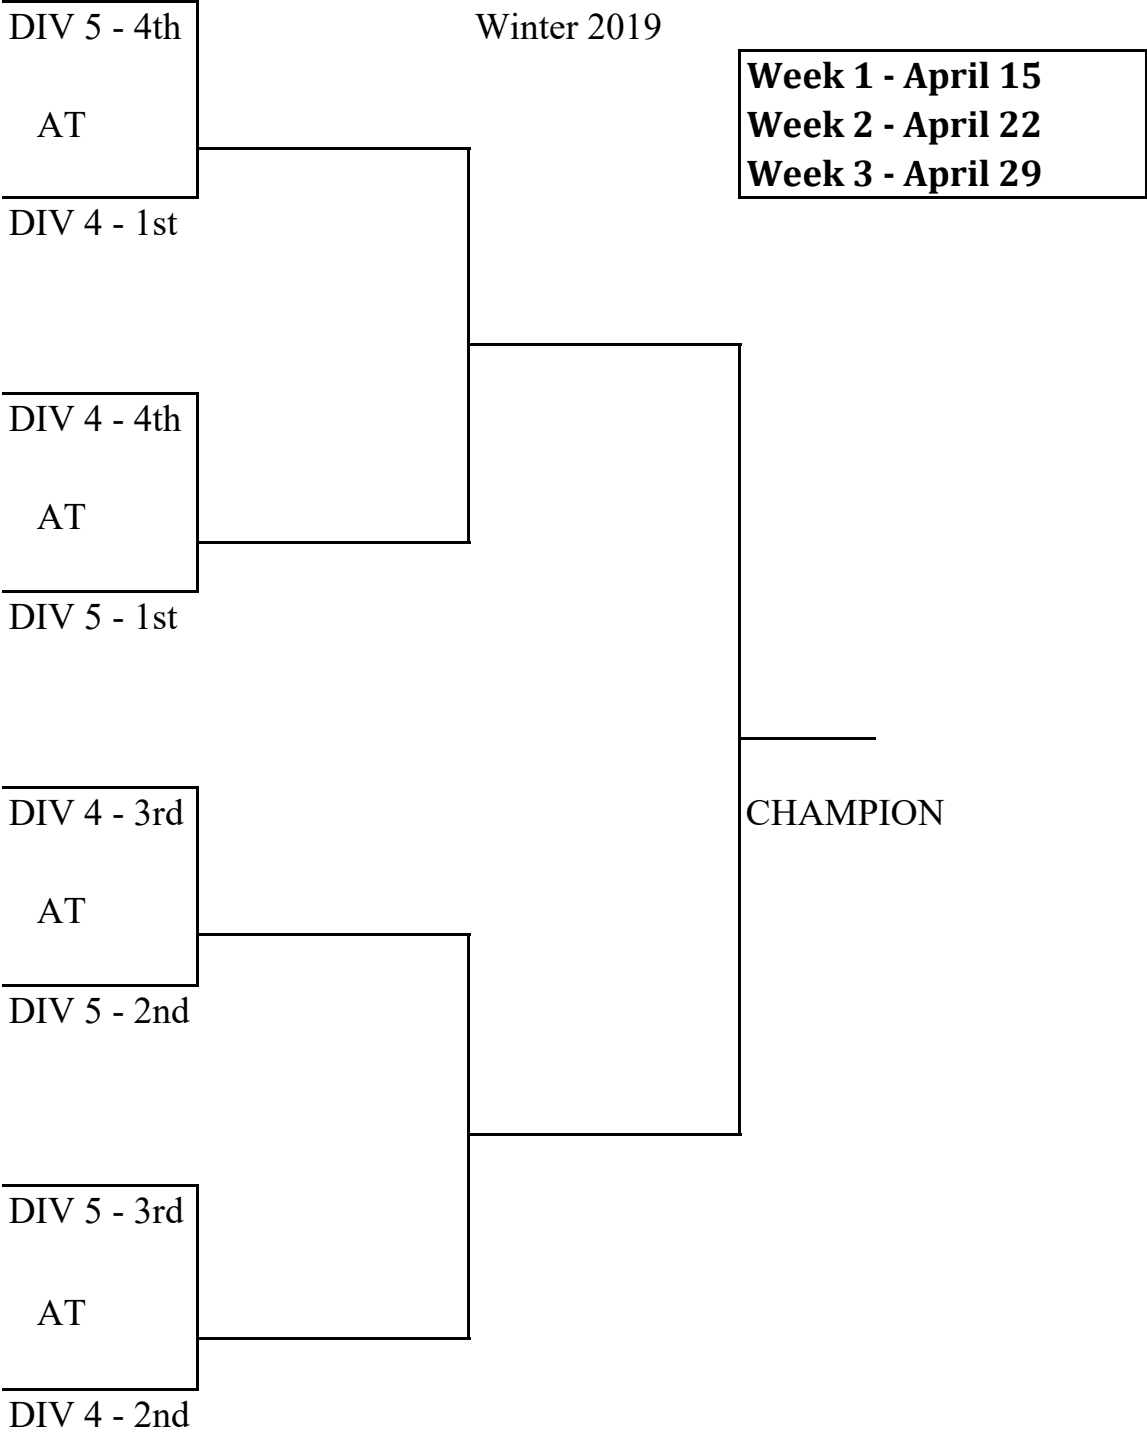 DIV 5 - 4th
Winter 2019
Week 1 - April 15
AT
Week 2 - April 22
Week 3 - April 29
DIV 4 - 1st
DIV 4 - 4th
AT
DIV 5 - 1st
DIV 4 - 3rd
CHAMPION
AT
DIV 5 - 2nd
DIV 5 - 3rd
AT
DIV 4 - 2nd